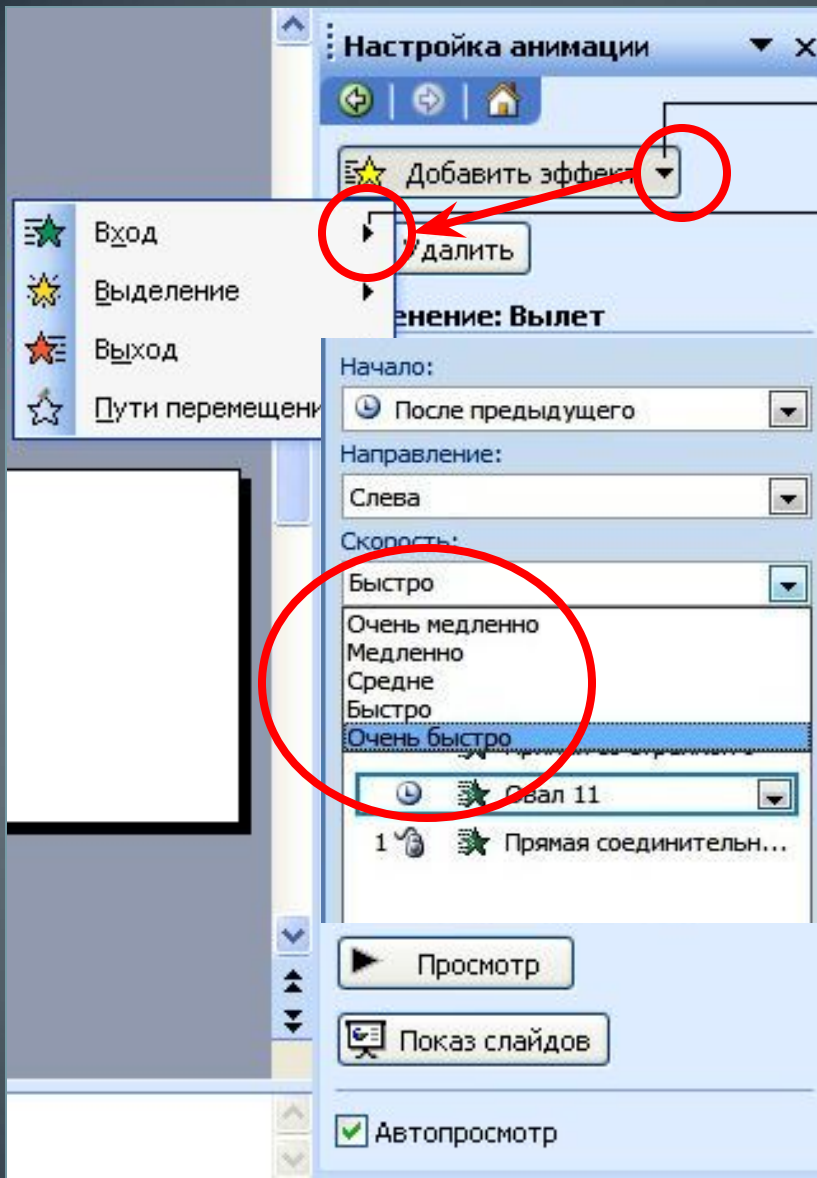 Настройка анимации
Добавить эффект
Вход
Удалить
Выделение
енение: Вылет
Выход
Начало:
Пути перемещени
После предыдущего
Направление:
Слева
Скорость:
Быстро
Очень медленно
Медленно
Средне
Быстро
Очень быстро
Овал 11
1 Прямая соединительн...
Просмотр
Показ слайдов
Автопросмотр